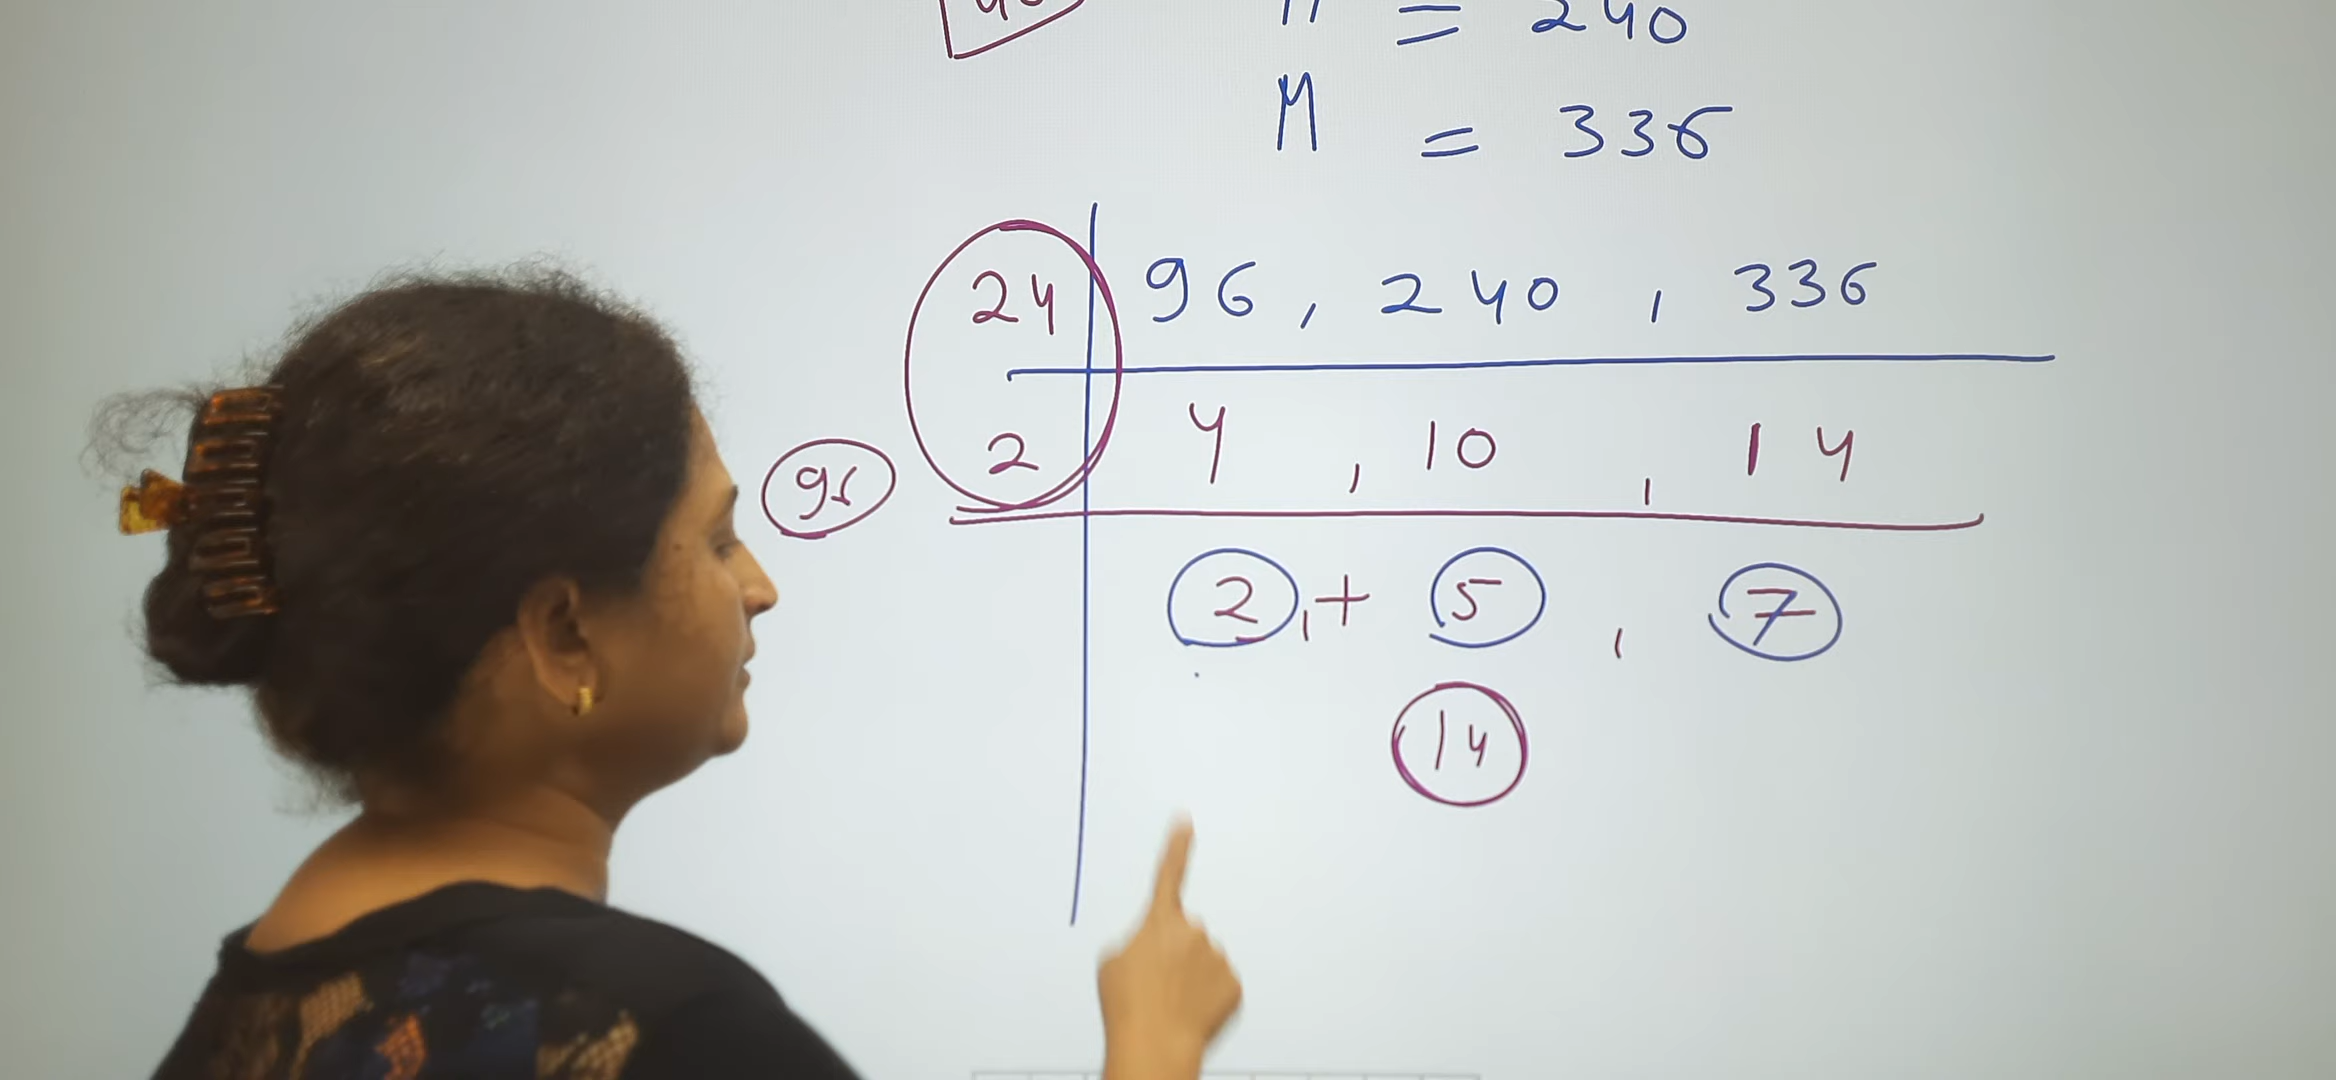 = 240
M = 336
24 96, 240, 336
2 4, 10, 14
96
2, + 5, 7
14